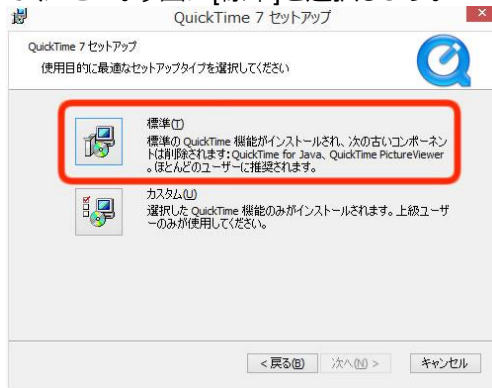 QuickTime 7 セットアップ
QuickTime 7 セットアップ
使用目的に最適なセットアップタイプを選択してください
標準(T)
標準の QuickTime 機能がインストールされ、次の古いコンポーネン
トは削除されます: QuickTime for Java、QuickTime PictureViewer
。ほとんどのユーザーに推奨されます。
カスタム(U)
選択した QuickTime 機能のみがインストールされます。上級ユーザ
ーのみが使用してください。
< 戻る(B) 次へ(N) > キャンセル